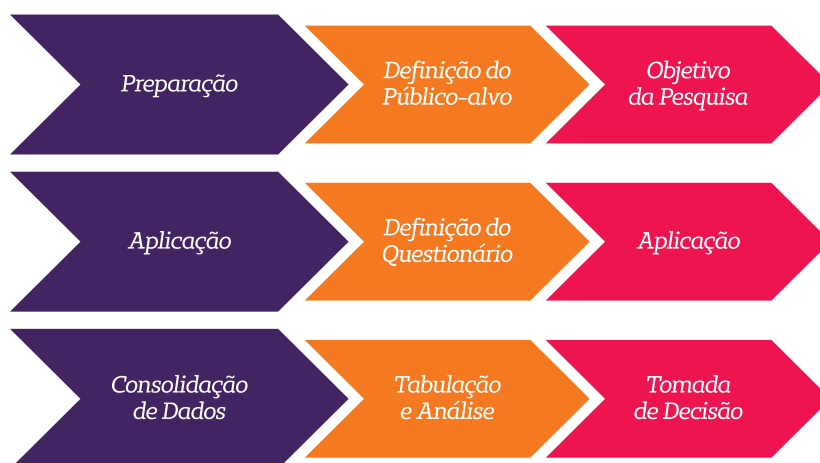 Preparação
Definição do
Público-alvo
Objetivo
da Pesquisa
Aplicação
Definição do
Questionário
Aplicação
Consolidação
de Dados
Tabulação
e Análise
Tomada
de Decisão